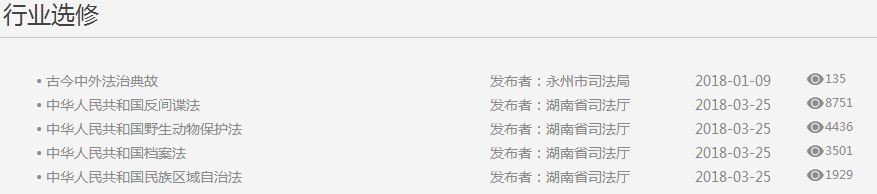 行业选修
• 古今中外法治典故 发布者：永州市司法局 2018-01-09 135
• 中华人民共和国反间谍法 发布者：湖南省司法厅 2018-03-25 8751
• 中华人民共和国野生动物保护法 发布者：湖南省司法厅 2018-03-25 4436
• 中华人民共和国档案法 发布者：湖南省司法厅 2018-03-25 3501
• 中华人民共和国民族区域自治法 发布者：湖南省司法厅 2018-03-25 1929